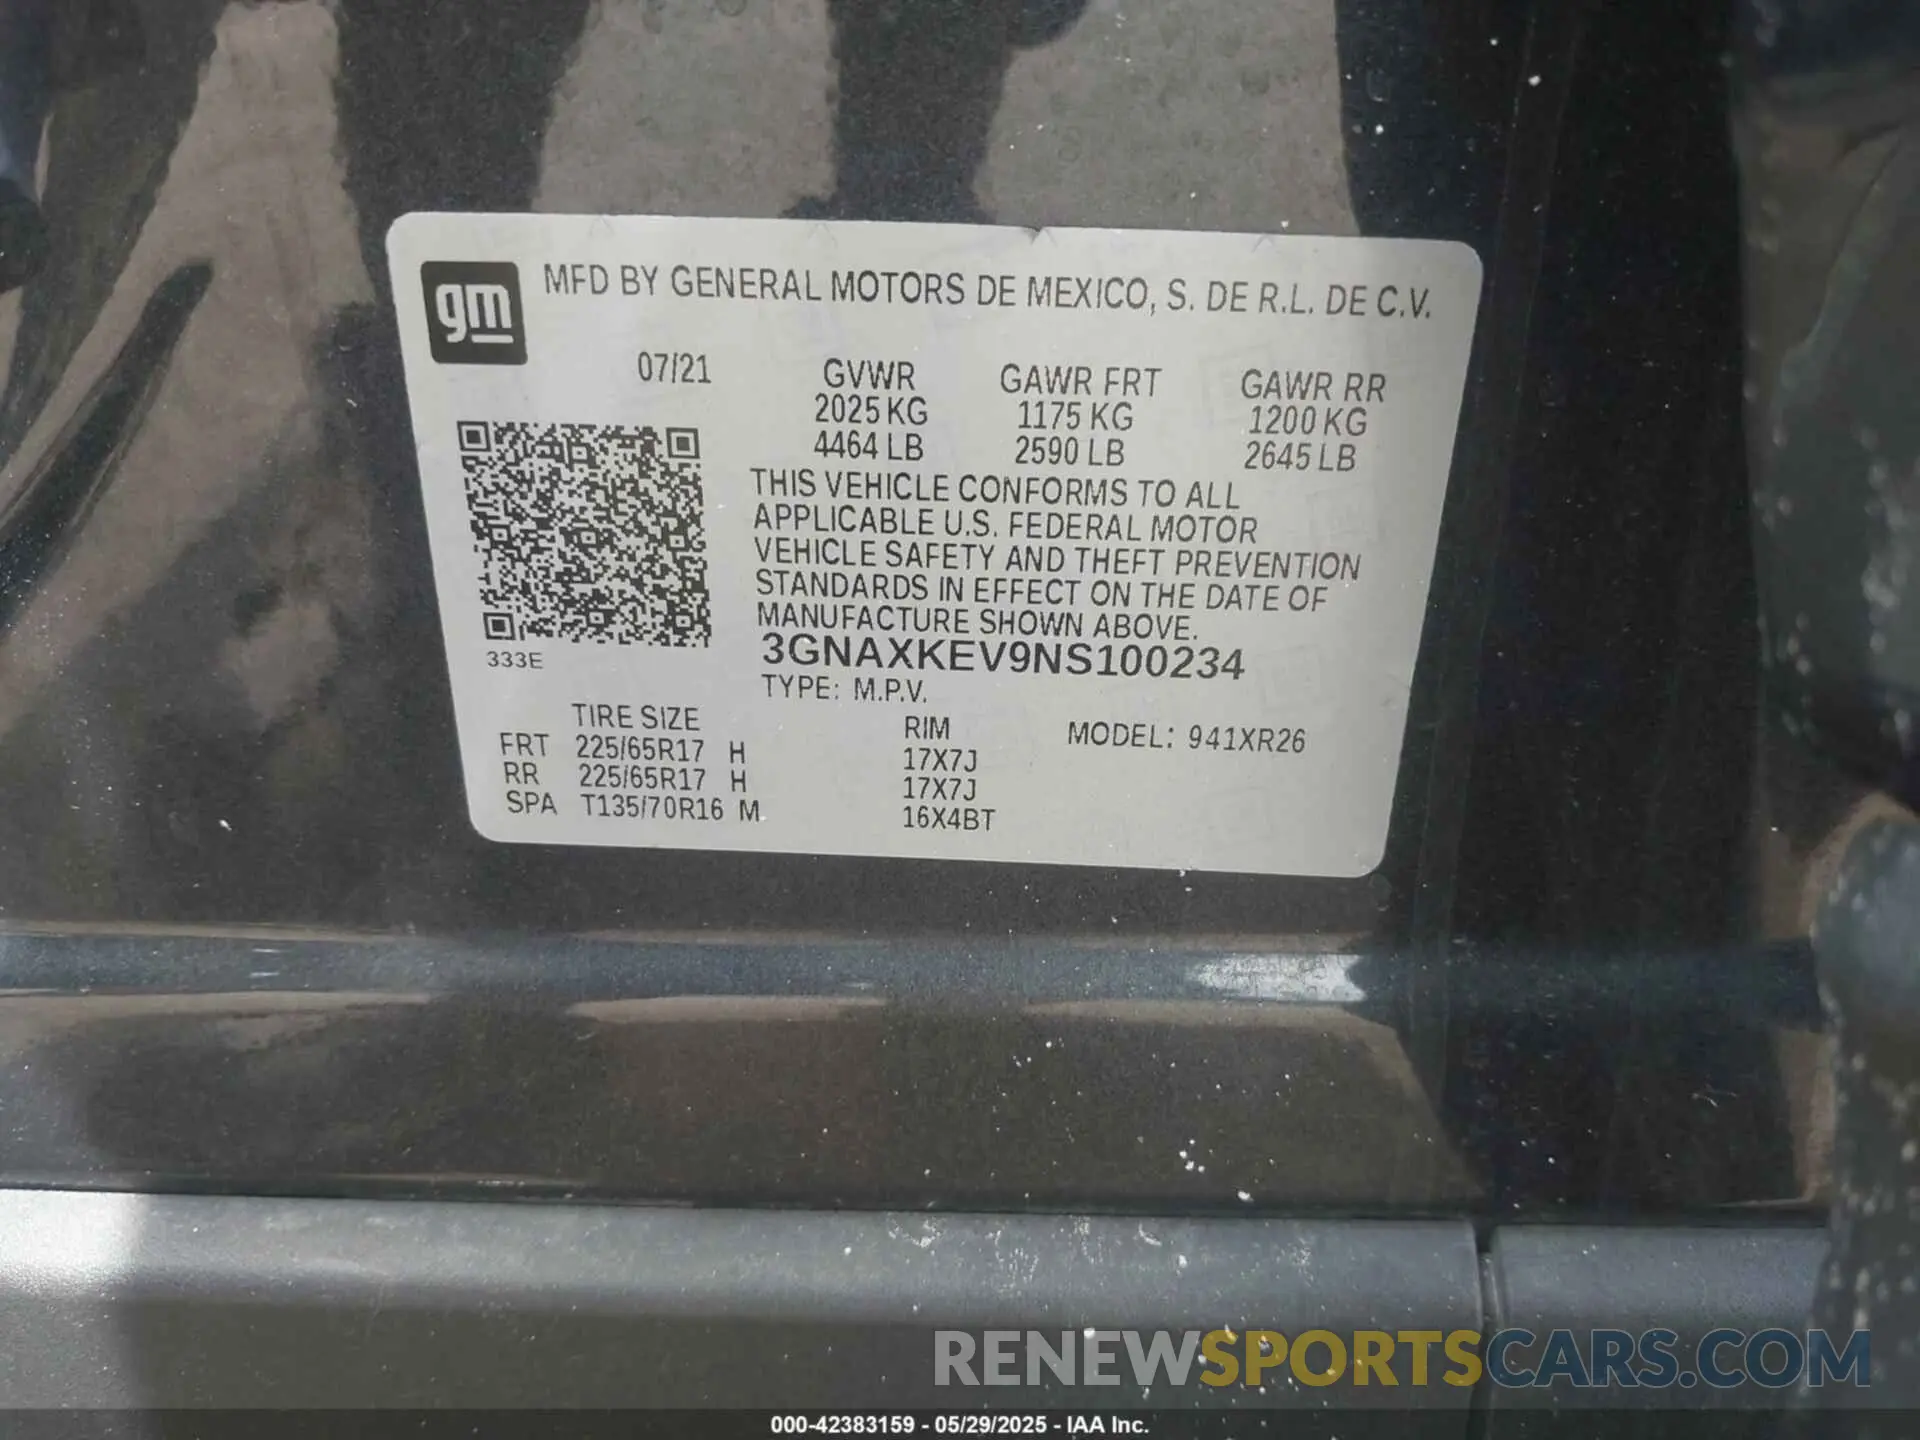 gm
MFD BY GENERAL MOTORS DE MEXICO, S. DE R.L. DE C.V.
07/21 GVWR GAWR FRT GAWR RR
2025 KG 1175 KG 1200 KG
4464 LB 2590 LB 2645 LB
THIS VEHICLE CONFORMS TO ALL
APPLICABLE U.S. FEDERAL MOTOR
VEHICLE SAFETY AND THEFT PREVENTION
STANDARDS IN EFFECT ON THE DATE OF
MANUFACTURE SHOWN ABOVE.
333E 3GNAXKEV9NS100234
TYPE: M.P.V.
TIRE SIZE RIM MODEL: 941XR26
FRT 225/65R17 H 17X7J
RR 225/65R17 H 17X7J
SPA T135/70R16 M 16X4BT
RENEWSPORTSCARS.COM
000-42383159 - 05/29/2025 - IAA Inc.